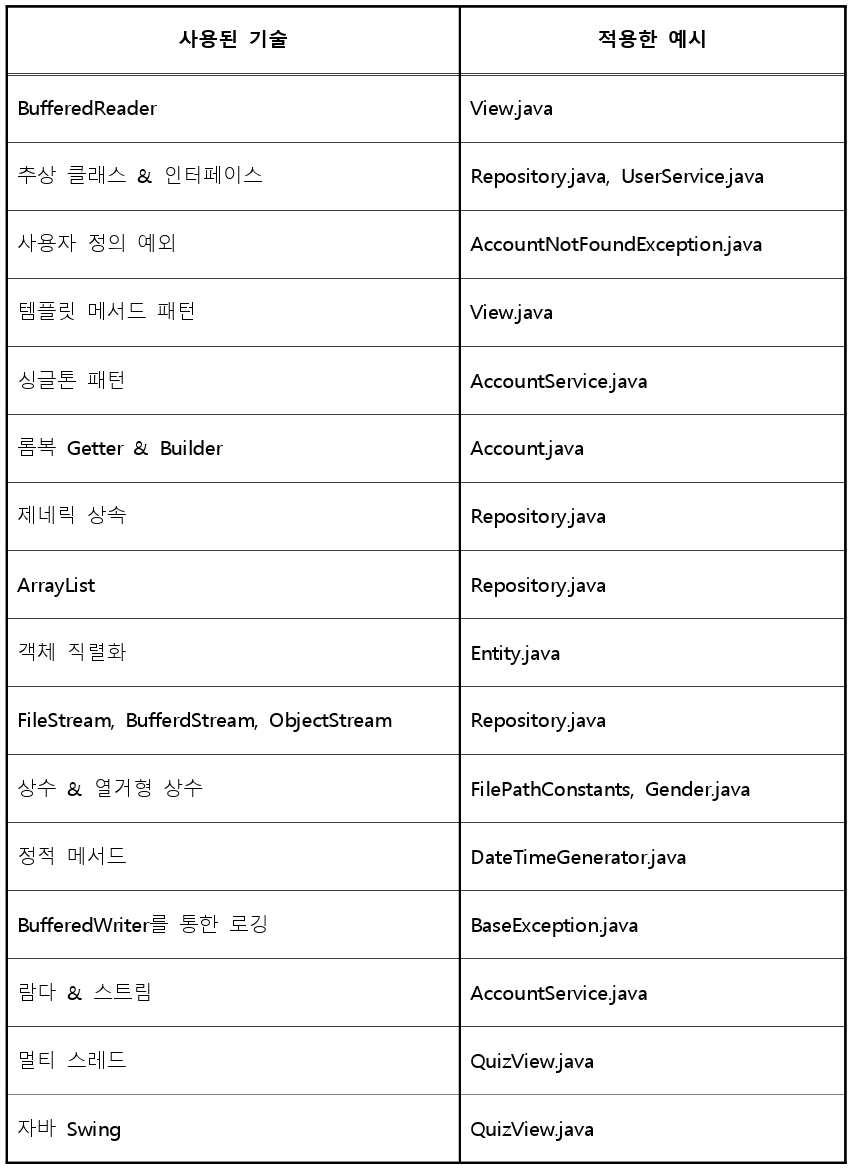 사용된 기술 적용한 예시
BufferedReader View.java
추상 클래스 & 인터페이스 Repository.java, UserService.java
사용자 정의 예외 AccountNotFoundException.java
템플릿 메서드 패턴 View.java
싱글톤 패턴 AccountService.java
롬복 Getter & Builder Account.java
제네릭 상속 Repository.java
ArrayList Repository.java
객체 직렬화 Entity.java
FileStream, BufferdStream, ObjectStream Repository.java
상수 & 열거형 상수 FilePathConstants, Gender.java
정적 메서드 DateTimeGenerator.java
BufferedWriter를 통한 로깅 BaseException.java
람다 & 스트림 AccountService.java
멀티 스레드 QuizView.java
자바 Swing QuizView.java